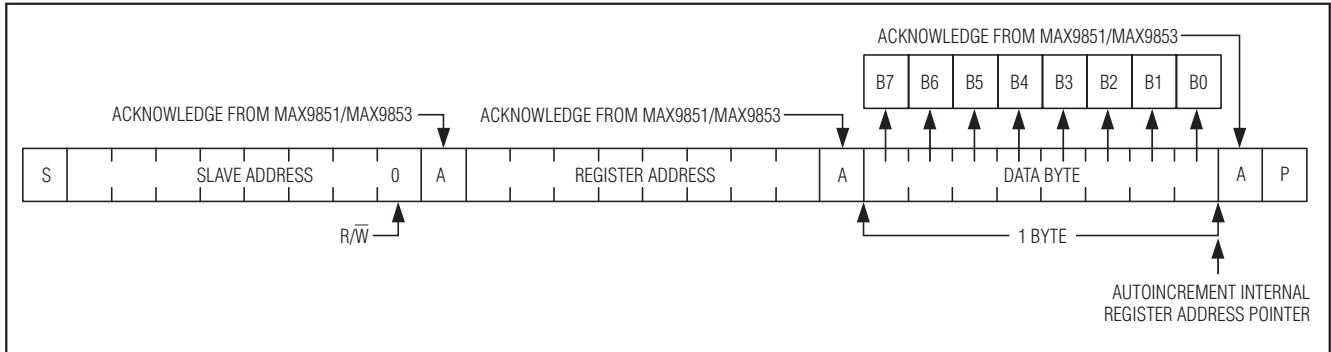 ACKNOWLEDGE FROM MAX9851/MAX9853
B7 B6 B5 B4 B3 B2 B1 B0
ACKNOWLEDGE FROM MAX9851/MAX9853 ACKNOWLEDGE FROM MAX9851/MAX9853
S SLAVE ADDRESS 0 A REGISTER ADDRESS A DATA BYTE A P
R/W̅ 1 BYTE
AUTOINCREMENT INTERNAL
REGISTER ADDRESS POINTER